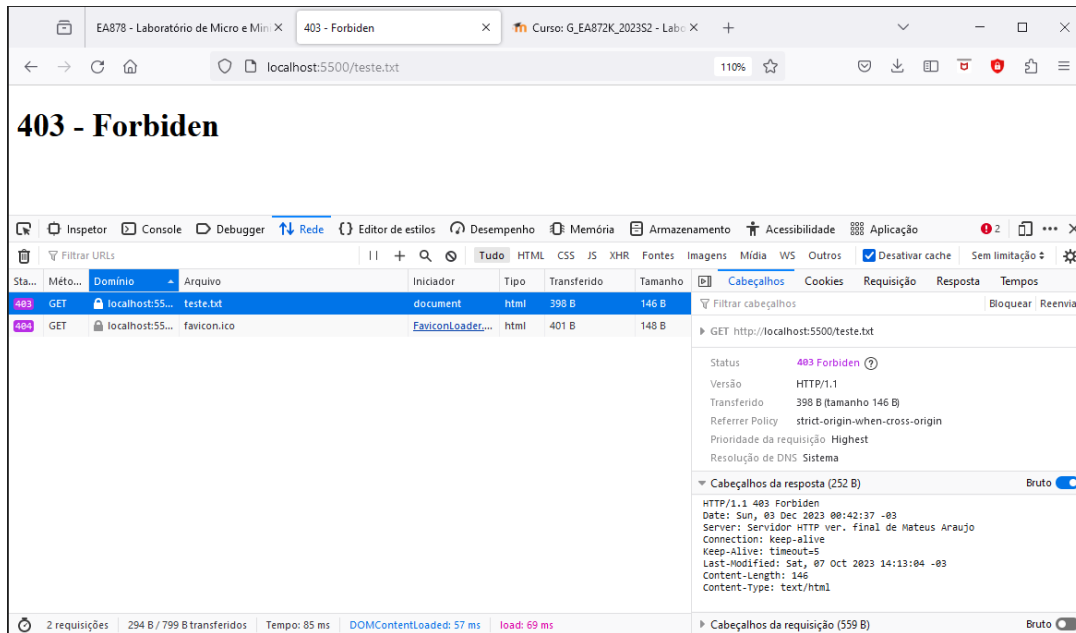 EA878 - Laboratório de Micro e Mini
403 - Forbiden
Curso: G_EA872K_2023S2 - Labo
localhost:5500/teste.txt
110%
403 - Forbiden
Inspetor Console Debugger Rede Editor de estilos Desempenho Memória Armazenamento Acessibilidade Aplicação 2
Filtrar URLs Tudo HTML CSS JS XHR Fontes Imagens Mídia WS Outros Desativar cache Sem limitação
Sta... Méto... Domínio Arquivo Iniciador Tipo Transferido Tamanho
403 GET localhost:55... teste.txt document html 398 B 146 B
404 GET localhost:55... favicon.ico FaviconLoader.... html 401 B 148 B
Cabeçalhos Cookies Requisição Resposta Tempos
Filtrar cabeçalhos Bloquear Reenvia
GET http://localhost:5500/teste.txt
Status 403 Forbiden ?
Versão HTTP/1.1
Transferido 398 B (tamanho 146 B)
Referrer Policy strict-origin-when-cross-origin
Prioridade da requisição Highest
Resolução de DNS Sistema
Cabeçalhos da resposta (252 B) Bruto
HTTP/1.1 403 Forbiden
Date: Sun, 03 Dec 2023 00:42:37 -03
Server: Servidor HTTP ver. final de Mateus Araujo
Connection: keep-alive
Keep-Alive: timeout=5
Last-Modified: Sat, 07 Oct 2023 14:13:04 -03
Content-Length: 146
Content-Type: text/html
Cabeçalhos da requisição (559 B) Bruto
2 requisições 294 B / 799 B transferidos Tempo: 85 ms DOMContentLoaded: 57 ms load: 69 ms